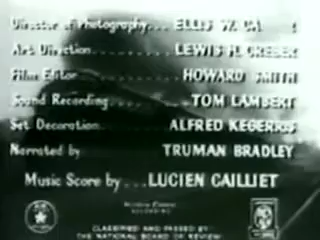 Director of Photography.... ELLIS W. CA
Art Direction........... LEWIS H. CREBER
Film Editor............. HOWARD SMITH
Sound Recording........... TOM LAMBERT
Set Decoration.... ALFRED KEGERRIS
Narrated by ..... TRUMAN BRADLEY
Music Score by ... LUCIEN CAILLIET
RECORDING
CLASSIFIED AND PASSED BY
THE NATIONAL BOARD OF REVIEW